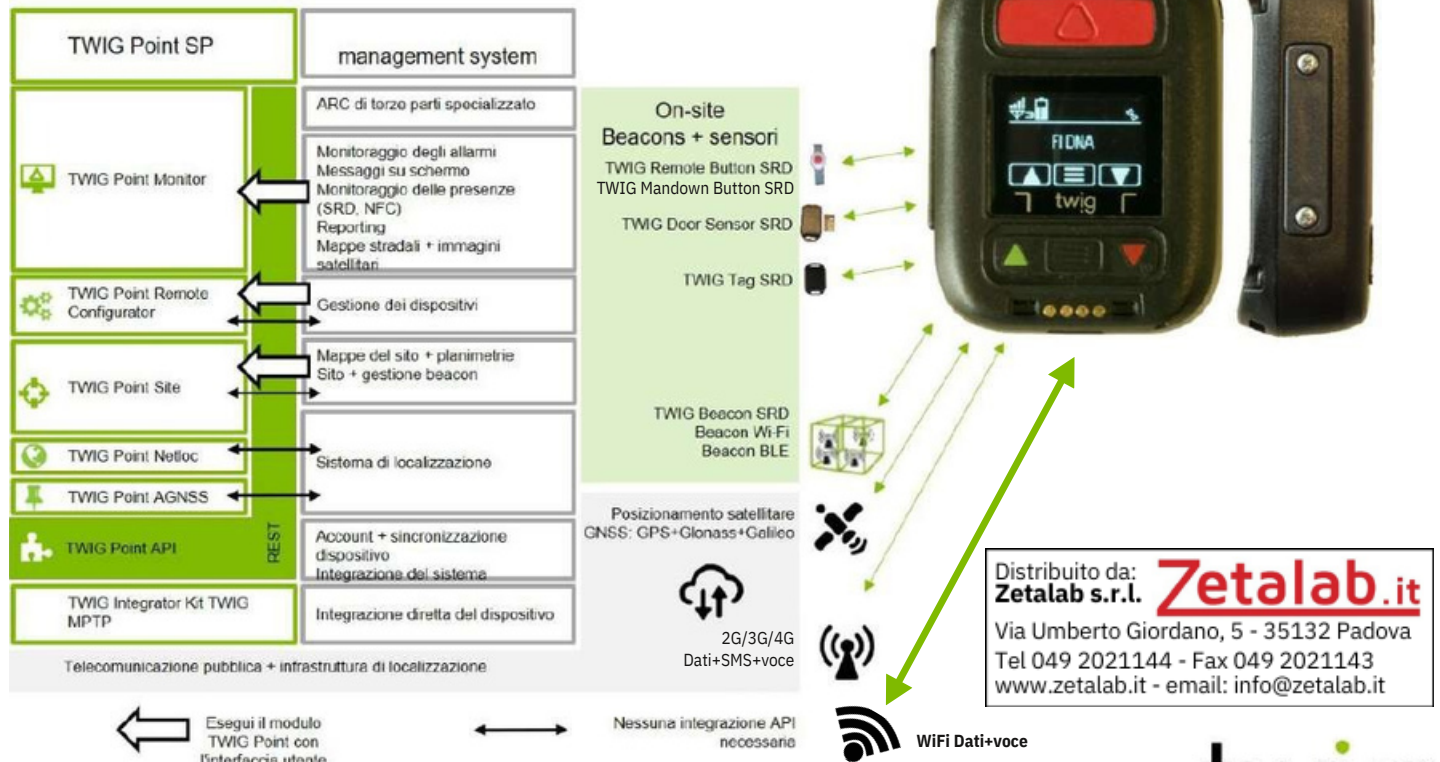 TWIG Point SP
management system
TWIG Point Monitor
ARC di torzo parti spocializzato
Monitoraggio degli allarmi
Messaggi su schermo
Monitoraggio delle presenze
(SRD, NFC)
Reporting
Mappe stradali + immagini
satellitari
TWIG Point Remote
Configurator
Gestione dei dispositivi
TWIG Point Site
Mappe del sito + planimetrie
Sito + gestione beacon
TWIG Point Netloc
TWIG Point AGNSS
Sistema di localizzazione
TWIG Point API
REST
Account + sincronizzazione
dispositivo
Integrazione del sistema
TWIG Integrator Kit TWIG
MPTP
Integrazione diretta del dispositivo
Telecomunicazione pubblica + infrastruttura di localizzazione
On-site
Beacons + sensori
TWIG Remote Button SRD
TWIG Mandown Button SRD
TWIG Door Sensor SRD
TWIG Tag SRD
TWIG Beacon SRD
Beacon Wi-Fi
Beacon BLE
Posizionamento satellitare
GNSS: GPS+Glonass+Galileo
2G/3G/4G
Dati+SMS+voce
FI DNA
twig
Distribuito da:
Zetalab s.r.l.
Zetalab.it
Via Umberto Giordano, 5 - 35132 Padova
Tel 049 2021144 - Fax 049 2021143
www.zetalab.it - email: info@zetalab.it
Esegui il modulo
TWIG Point con
l'interfaccia utente
Nessuna integrazione API
necessaria
WiFi Dati+voce